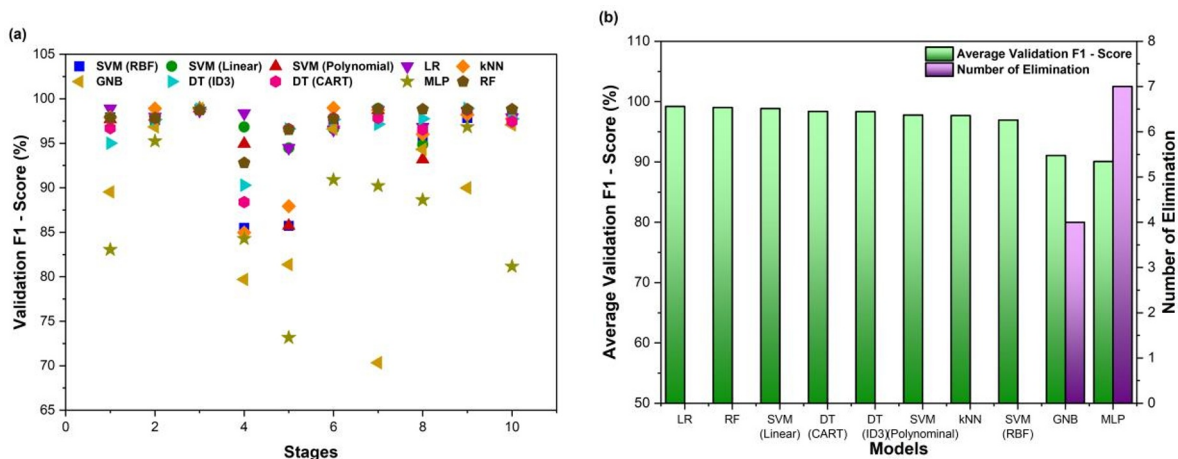 (a)
105
100
95
90
85
80
75
70
65
Validation F1 - Score (%)
SVM (RBF) SVM (Linear) SVM (Polynomial) LR kNN
GNB DT (ID3) DT (CART) MLP RF
0 2 4 6 8 10
Stages
(b)
110
100
90
80
70
60
50
Average Validation F1 - Score (%)
Average Validation F1 - Score
Number of Elimination
8
7
6
5
4
3
2
1
0
Number of Elimination
LR RF SVM DT DT SVM kNN SVM GNB MLP
(Linear) (CART) (ID3) (Polynominal) (RBF)
Models